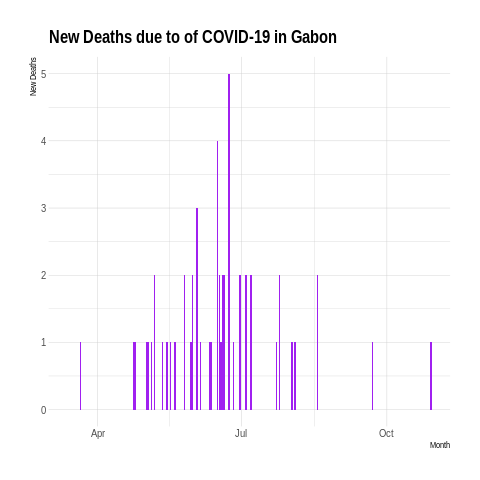 New Deaths due to of COVID-19 in Gabon
New Deaths
5
4
3
2
1
0
Apr
Jul
Oct
Month